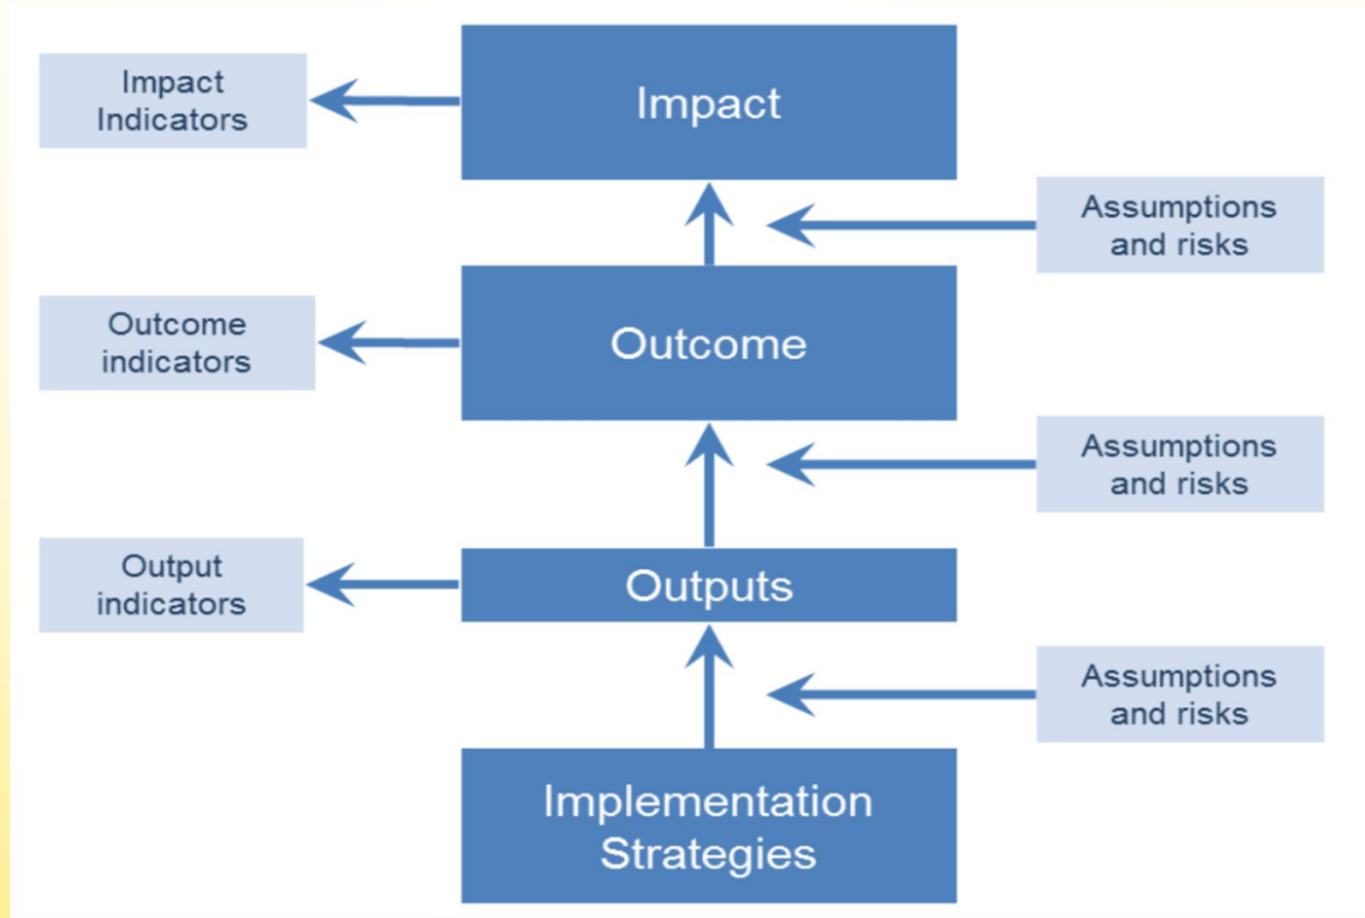 Impact
Indicators
Impact
Assumptions
and risks
Outcome
indicators
Outcome
Assumptions
and risks
Output
indicators
Outputs
Assumptions
and risks
Implementation
Strategies